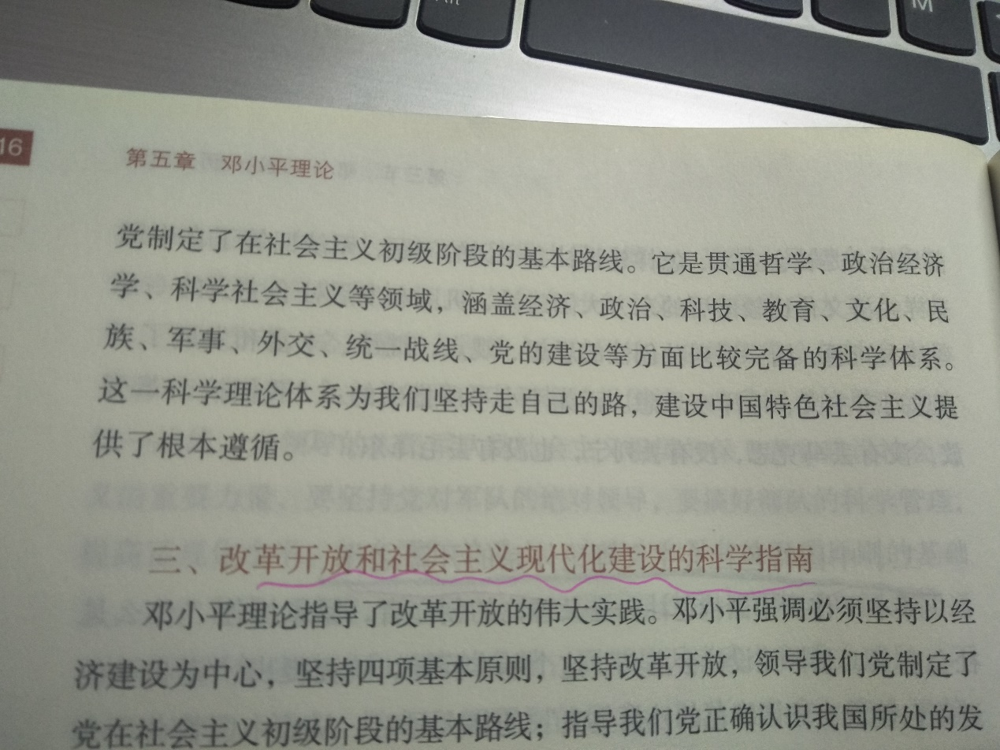 Alt
M
16
第五章 邓小平理论
党制定了在社会主义初级阶段的基本路线。它是贯通哲学、政治经济
学、科学社会主义等领域，涵盖经济、政治、科技、教育、文化、民
族、军事、外交、统一战线、党的建设等方面比较完备的科学体系。
这一科学理论体系为我们坚持走自己的路，建设中国特色社会主义提
供了根本遵循。
三、改革开放和社会主义现代化建设的科学指南
邓小平理论指导了改革开放的伟大实践。邓小平强调必须坚持以经
济建设为中心，坚持四项基本原则，坚持改革开放，领导我们党制定了
党在社会主义初级阶段的基本路线；指导我们党正确认识我国所处的发